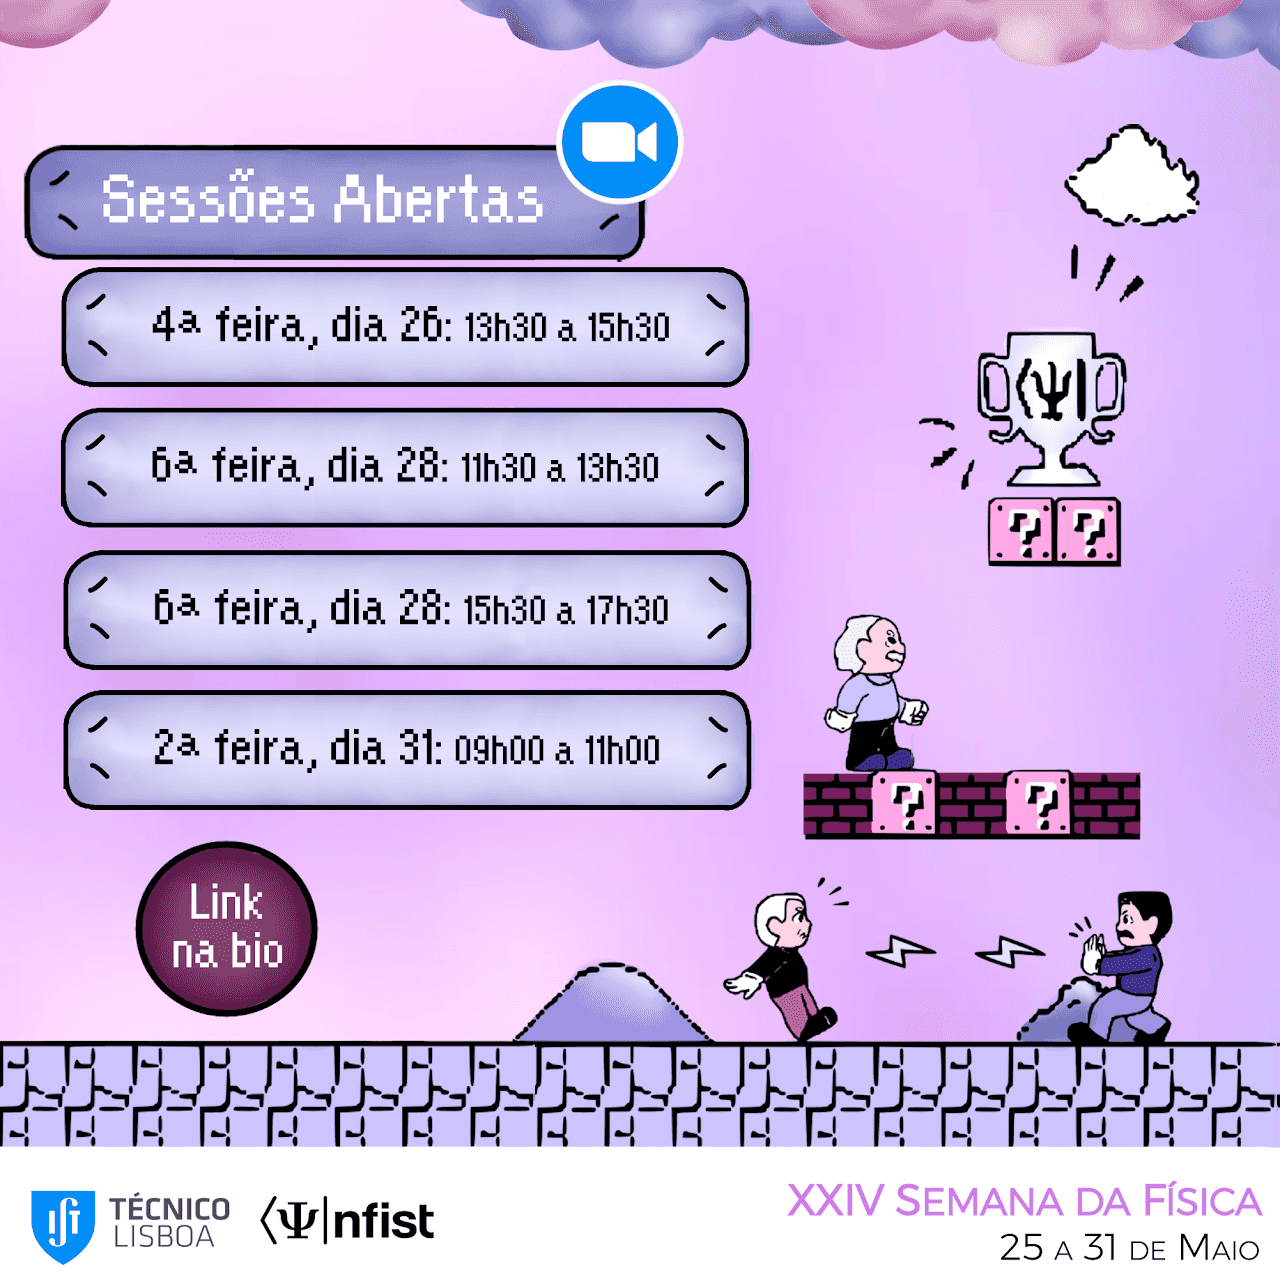 Sessões Abertas
4ª feira, dia 26: 13h30 a 15h30
6ª feira, dia 28: 11h30 a 13h30
6ª feira, dia 28: 15h30 a 17h30
2ª feira, dia 31: 09h00 a 11h00
Link
na bio
⟨Ψ|
? ?
? ?
IST
TÉCNICO
LISBOA
⟨Ψ|nfist
XXIV Semana da Física
25 a 31 de Maio